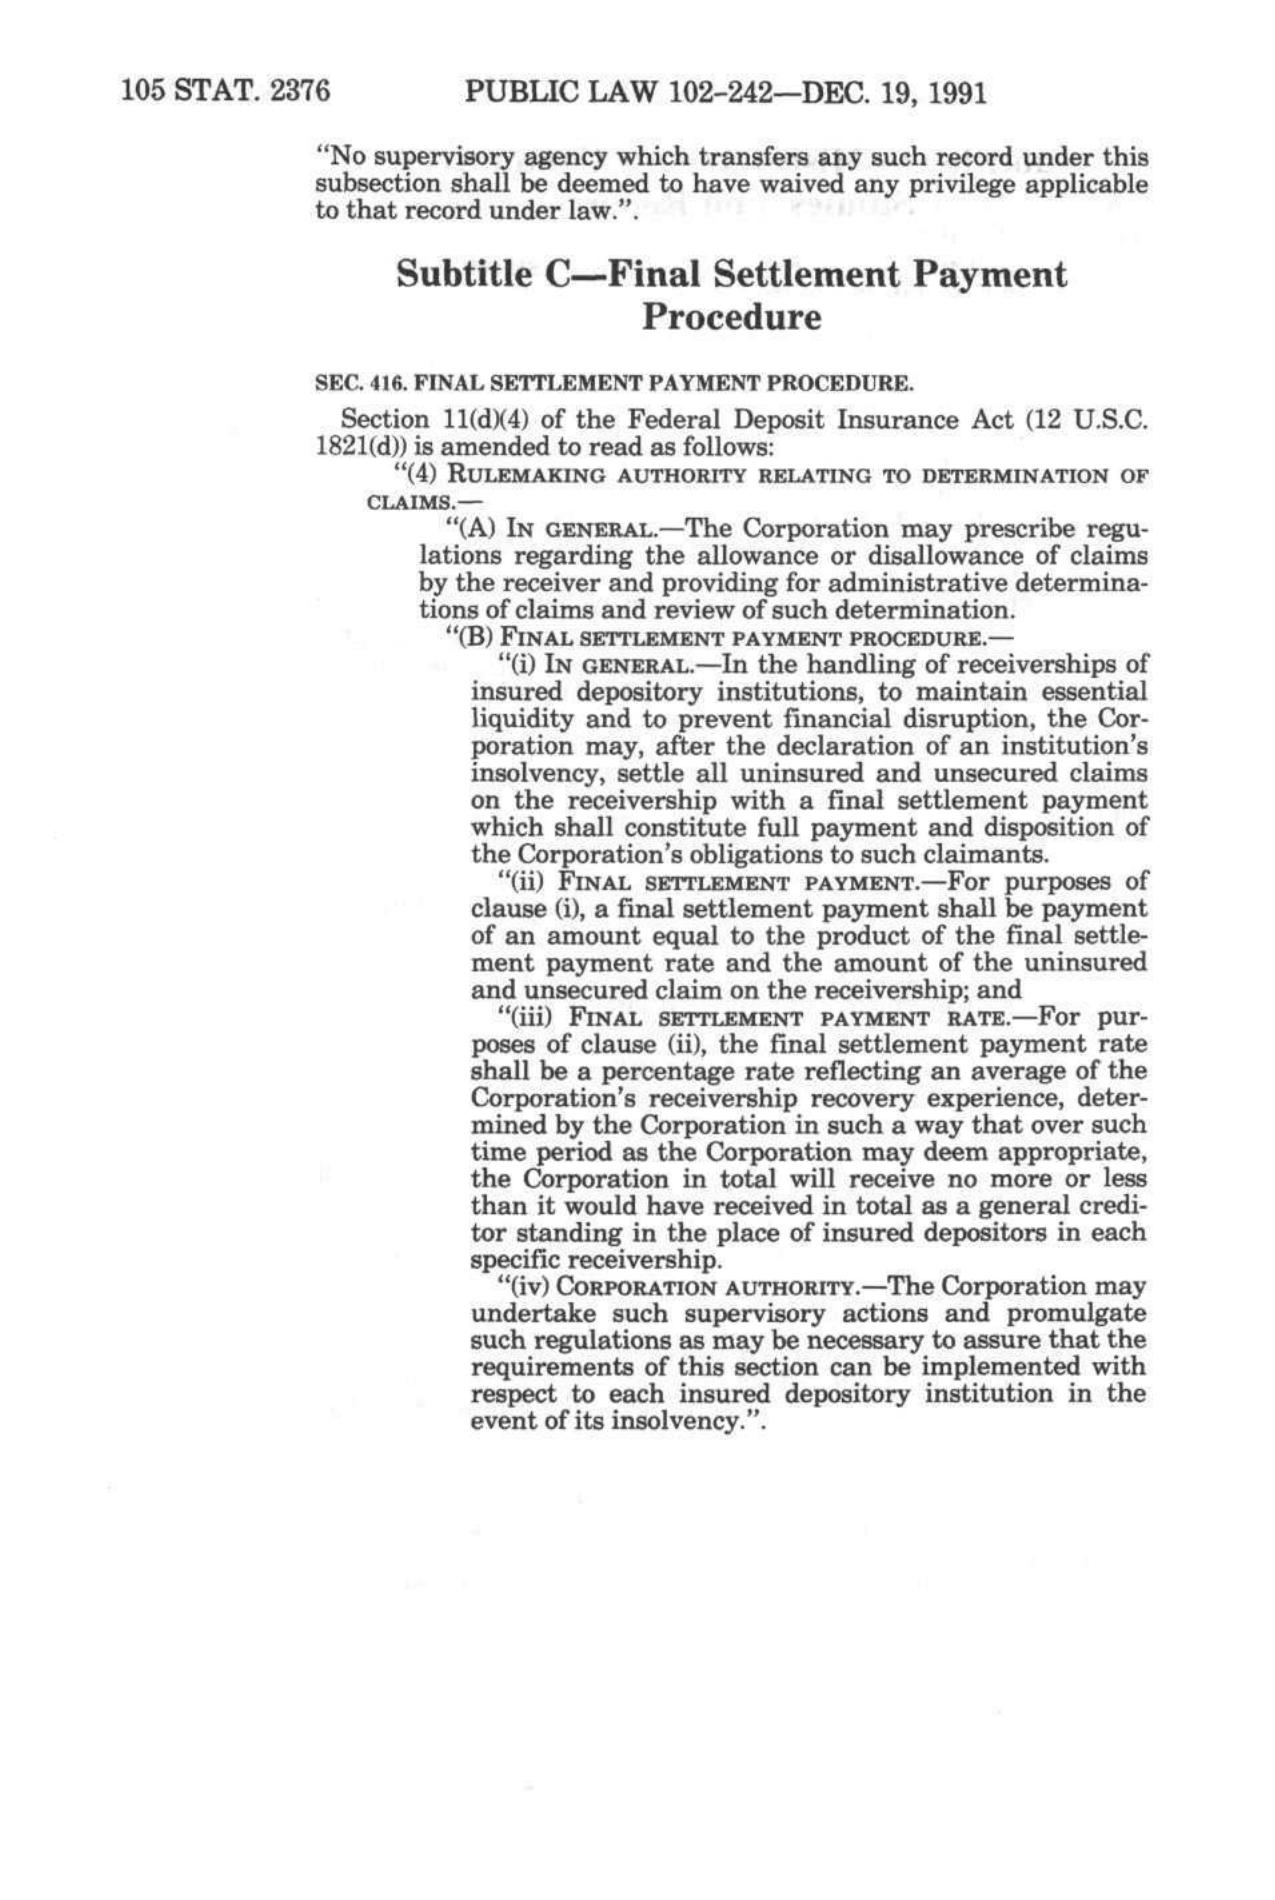 105 STAT. 2376 PUBLIC LAW 102–242—DEC. 19, 1991
“No supervisory agency which transfers any such record under this
subsection shall be deemed to have waived any privilege applicable
to that record under law.”.
Subtitle C—Final Settlement Payment
Procedure
SEC. 416. FINAL SETTLEMENT PAYMENT PROCEDURE.
Section 11(d)(4) of the Federal Deposit Insurance Act (12 U.S.C.
1821(d)) is amended to read as follows:
“(4) RULEMAKING AUTHORITY RELATING TO DETERMINATION OF
CLAIMS.—
“(A) IN GENERAL.—The Corporation may prescribe regu-
lations regarding the allowance or disallowance of claims
by the receiver and providing for administrative determina-
tions of claims and review of such determination.
“(B) FINAL SETTLEMENT PAYMENT PROCEDURE.—
“(i) IN GENERAL.—In the handling of receiverships of
insured depository institutions, to maintain essential
liquidity and to prevent financial disruption, the Cor-
poration may, after the declaration of an institution’s
insolvency, settle all uninsured and unsecured claims
on the receivership with a final settlement payment
which shall constitute full payment and disposition of
the Corporation’s obligations to such claimants.
“(ii) FINAL SETTLEMENT PAYMENT.—For purposes of
clause (i), a final settlement payment shall be payment
of an amount equal to the product of the final settle-
ment payment rate and the amount of the uninsured
and unsecured claim on the receivership; and
“(iii) FINAL SETTLEMENT PAYMENT RATE.—For pur-
poses of clause (ii), the final settlement payment rate
shall be a percentage rate reflecting an average of the
Corporation’s receivership recovery experience, deter-
mined by the Corporation in such a way that over such
time period as the Corporation may deem appropriate,
the Corporation in total will receive no more or less
than it would have received in total as a general credi-
tor standing in the place of insured depositors in each
specific receivership.
“(iv) CORPORATION AUTHORITY.—The Corporation may
undertake such supervisory actions and promulgate
such regulations as may be necessary to assure that the
requirements of this section can be implemented with
respect to each insured depository institution in the
event of its insolvency.”.